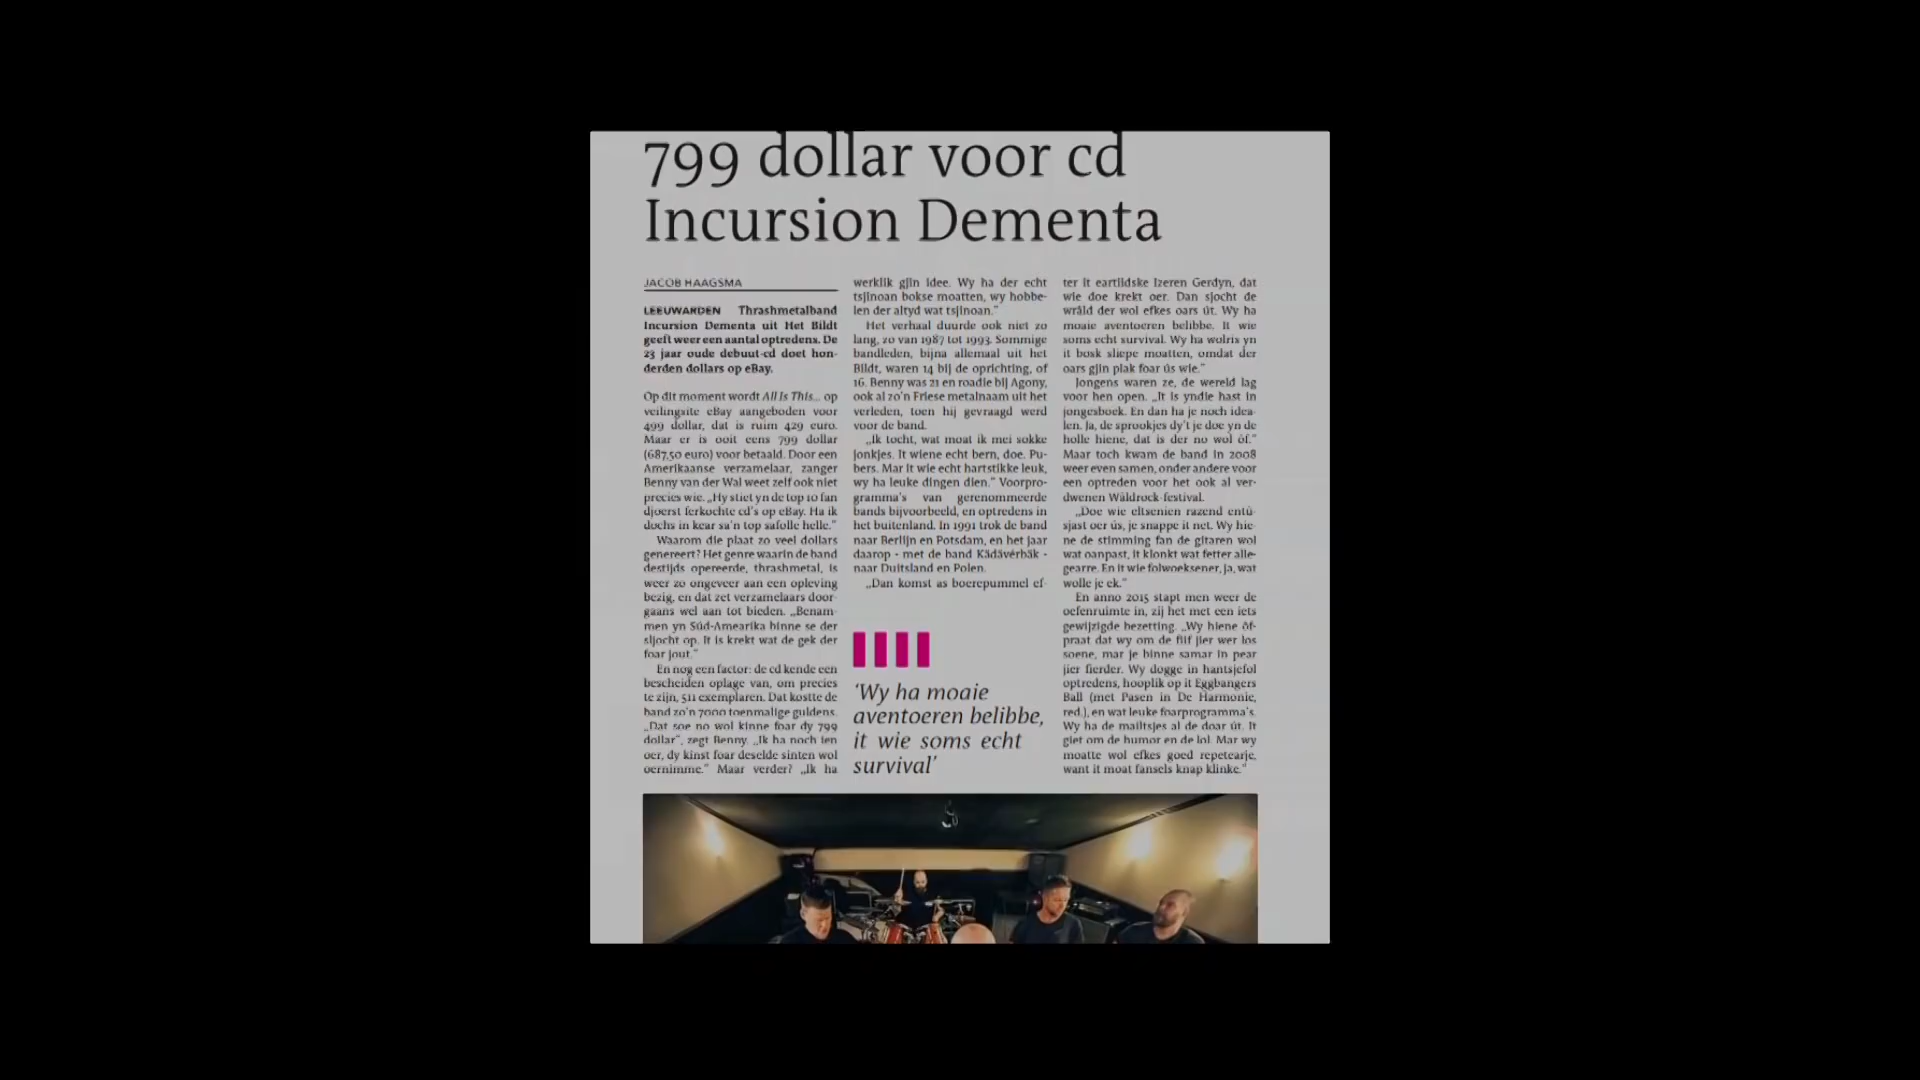 799 dollar voor cd
Incursion Dementa
JACOB HAAGSMA
LEEUWARDEN Thrashmetalband
Incursion Dementa uit Het Bildt
geeft weer een aantal optredens. De
23 jaar oude debuut-cd doet hon-
derden dollars op eBay.
Op dit moment wordt All Is This... op
veilingsite eBay aangeboden voor
499 dollar, dat is ruim 429 euro.
Maar er is ooit eens 799 dollar
(687,50 euro) voor betaald. Door een
Amerikaanse verzamelaar, zanger
Benny van der Wal weet zelf ook niet
precies wie. „Hy stiet yn de top 10 fan
djoerst ferkochte cd's op eBay. Ha ik
dochs in kear sa'n top safolle helle."
Waarom die plaat zo veel dollars
genereert? Het genre waarin de band
destijds opereerde, thrashmetal, is
weer zo ongeveer aan een opleving
bezig, en dat zet verzamelaars door-
gaans wel aan tot bieden. „Benam-
men yn Súd-Amearika binne se der
sljocht op. It is krekt wat de gek der
foar jout."
En nog een factor: de cd kende een
bescheiden oplage van, om precies
te zijn, 511 exemplaren. Dat kostte de
band zo'n 7000 toenmalige guldens.
„Dat soe no wol kinne foar dy 799
dollar", zegt Benny. „Ik ha noch ien
oer, dy kinst foar deselde sinten wol
oernimme." Maar verder? „Ik ha
werklik gjin idee. Wy ha der echt
tsjinoan bokse moatten, wy hobbe-
len der altyd wat tsjinoan."
Het verhaal duurde ook niet zo
lang, zo van 1987 tot 1993. Sommige
bandleden, bijna allemaal uit het
Bildt, waren 14 bij de oprichting, of
16. Benny was 21 en roadie bij Agony,
ook al zo'n Friese metalnaam uit het
verleden, toen hij gevraagd werd
voor de band.
„Ik tocht, wat moat ik mei sokke
jonkjes. It wiene echt bern, doe. Pu-
bers. Mar it wie echt hartstikke leuk,
wy ha leuke dingen dien." Voorpro-
gramma's van gerenommeerde
bands bijvoorbeeld, en optredens in
het buitenland. In 1991 trok de band
naar Berlijn en Potsdam, en het jaar
daarop - met de band Kädävérbäk -
naar Duitsland en Polen.
„Dan komst as boerepummel ef-
'Wy ha moaie
aventoeren belibbe,
it wie soms echt
survival'
ter it eartiidske Izeren Gerdyn, dat
wie doe krekt oer. Dan sjocht de
wrâld der wol efkes oars út. Wy ha
moaie aventoeren belibbe. It wie
soms echt survival. Wy ha wolris yn
it bosk sliepe moatten, omdat der
oars gjin plak foar ús wie."
Jongens waren ze, de wereld lag
voor hen open. „It is yndie hast in
jongesboek. En dan ha je noch idea-
len. Ja, de sprookjes dy't je doe yn de
holle hiene, dat is der no wol ôf."
Maar toch kwam de band in 2008
weer even samen, onder andere voor
een optreden voor het ook al ver-
dwenen Wâldrock-festival.
„Doe wie eltsenien razend entû-
sjast oer ús, je snappe it net. Wy hie-
ne de stimming fan de gitaren wol
wat oanpast, it klonkt wat fetter alle-
gearre. En it wie folwoeksener, ja, wat
wolle je ek."
En anno 2015 stapt men weer de
oefenruimte in, zij het met een iets
gewijzigde bezetting. „Wy hiene ôf-
praat dat wy om de fiif jier wer los
soene, mar je binne samar in pear
jier fierder. Wy dogge in hantsjefol
optredens, hooplik op it Eggbangers
Ball (met Pasen in De Harmonie,
red.), en wat leuke foarprogramma's.
Wy ha de mailtsjes al de doar út. It
giet om de humor en de lol. Mar wy
moatte wol efkes goed repetearje,
want it moat fansels knap klinke."